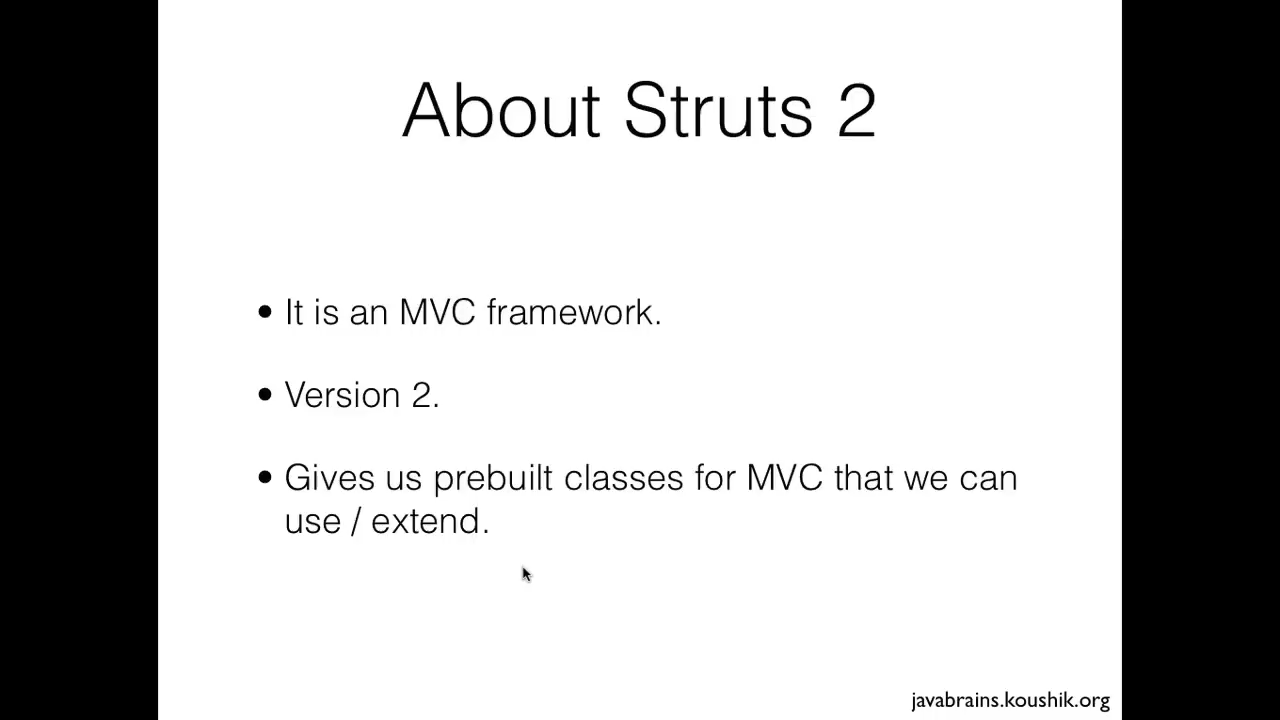 About Struts 2
• It is an MVC framework.
• Version 2.
• Gives us prebuilt classes for MVC that we can
use / extend.
javabrains.koushik.org